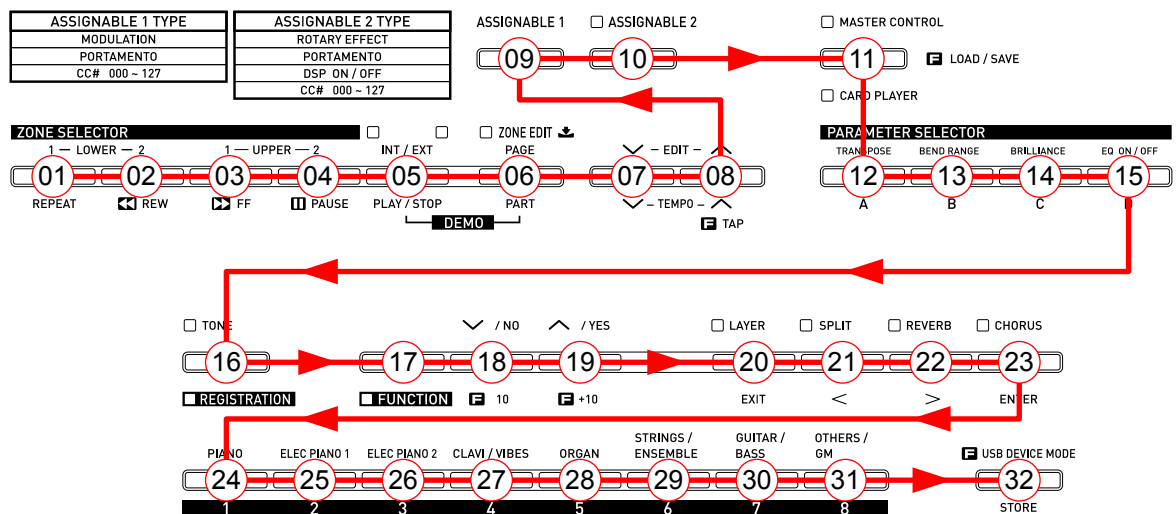 ASSIGNABLE 1 TYPE
MODULATION
PORTAMENTO
CC# 000 ~ 127
ASSIGNABLE 2 TYPE
ROTARY EFFECT
PORTAMENTO
DSP ON / OFF
CC# 000 ~ 127
ASSIGNABLE 1 ASSIGNABLE 2 MASTER CONTROL
09 10 11 F LOAD / SAVE
CARD PLAYER
ZONE SELECTOR ZONE EDIT PARAMETER SELECTOR
1 — LOWER — 2 1 — UPPER — 2 INT / EXT PAGE – EDIT – TRANSPOSE BEND RANGE BRILLIANCE EQ ON / OFF
01 02 03 04 05 06 07 08 12 13 14 15
REPEAT REW FF PAUSE PLAY / STOP PART – TEMPO – A B C D
DEMO F TAP
TONE / NO / YES LAYER SPLIT REVERB CHORUS
16 17 18 19 20 21 22 23
REGISTRATION FUNCTION F 10 F +10 EXIT < > ENTER
PIANO ELEC PIANO 1 ELEC PIANO 2 CLAVI / VIBES ORGAN STRINGS / ENSEMBLE GUITAR / BASS OTHERS / GM F USB DEVICE MODE
24 25 26 27 28 29 30 31 32
1 2 3 4 5 6 7 8 STORE